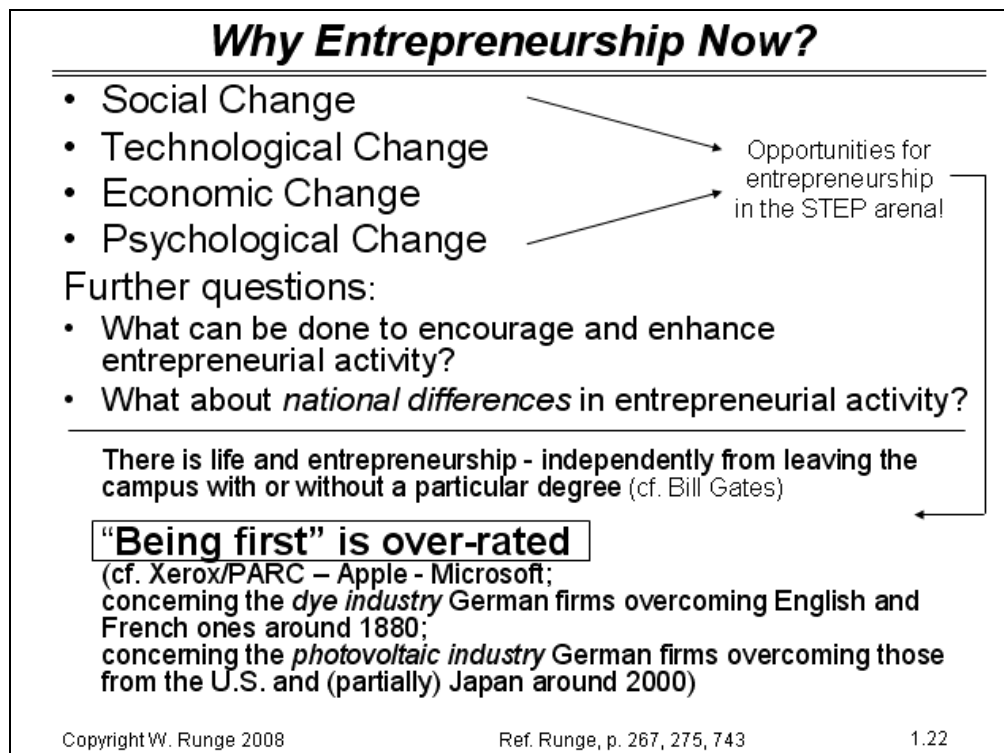 Why Entrepreneurship Now?
• Social Change
• Technological Change
• Economic Change
• Psychological Change
Opportunities for
entrepreneurship
in the STEP arena!
Further questions:
• What can be done to encourage and enhance
entrepreneurial activity?
• What about national differences in entrepreneurial activity?
There is life and entrepreneurship - independently from leaving the
campus with or without a particular degree (cf. Bill Gates)
“Being first” is over-rated
(cf. Xerox/PARC – Apple - Microsoft;
concerning the dye industry German firms overcoming English and
French ones around 1880;
concerning the photovoltaic industry German firms overcoming those
from the U.S. and (partially) Japan around 2000)
Copyright W. Runge 2008 Ref. Runge, p. 267, 275, 743 1.22